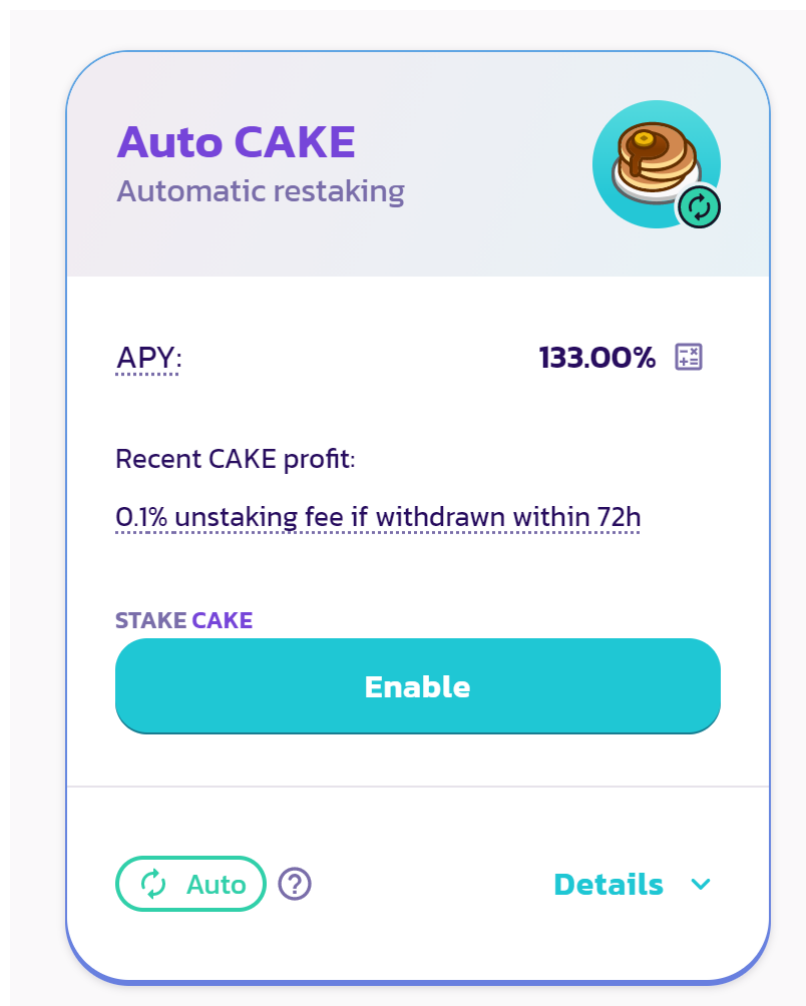 Auto CAKE
Automatic restaking
APY:
133.00%
Recent CAKE profit:
0.1% unstaking fee if withdrawn within 72h
STAKE CAKE
Enable
Auto
Details